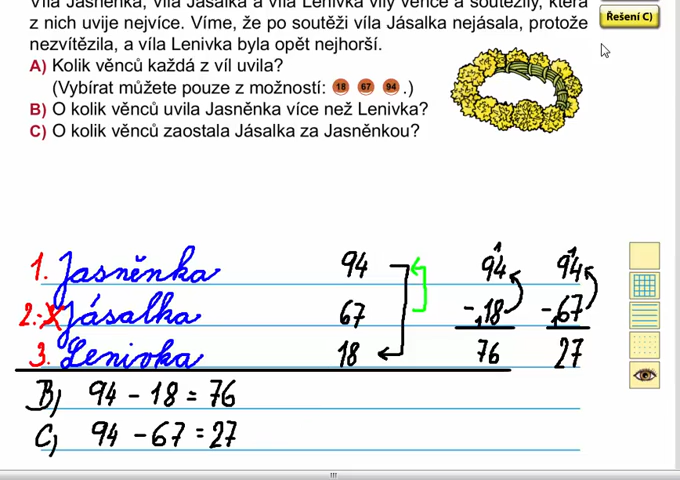 Víla Jasněnka, víla Jásalka a víla Lenivka vily věnce a soutěžily, která
z nich uvije nejvíce. Víme, že po soutěži víla Jásalka nejásala, protože
nezvítězila, a víla Lenivka byla opět nejhorší.
A) Kolik věnců každá z víl uvila?
(Vybírat můžete pouze z možností: 18 67 94 .)
B) O kolik věnců uvila Jasněnka více než Lenivka?
C) O kolik věnců zaostala Jásalka za Jasněnkou?
Řešení C)
1. Jasněnka 94 94 94
2. Jásalka 67 -18 -67
3. Lenivka 18 76 27
B) 94 - 18 = 76
C) 94 - 67 = 27